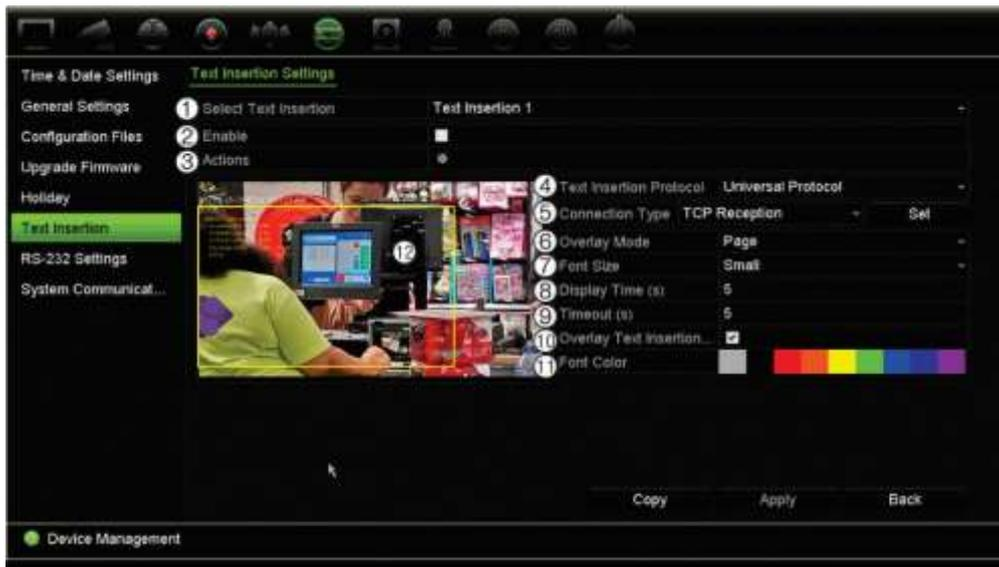 Time & Date Settings
Text Insertion Settings
General Settings
1 Select Text Insertion Text Insertion 1
Configuration Files
2 Enable
Upgrade Firmware
3 Actions
Holiday
4 Text Insertion Protocol Universal Protocol
Text Insertion
5 Connection Type TCP Reception Set
RS-232 Settings
6 Overlay Mode Page
System Communicat...
7 Font Size Small
8 Display Time (s) 5
9 Timeout (s) 5
10 Overlay Text Insertion...
11 Font Color
12
Copy Apply Back
Device Management